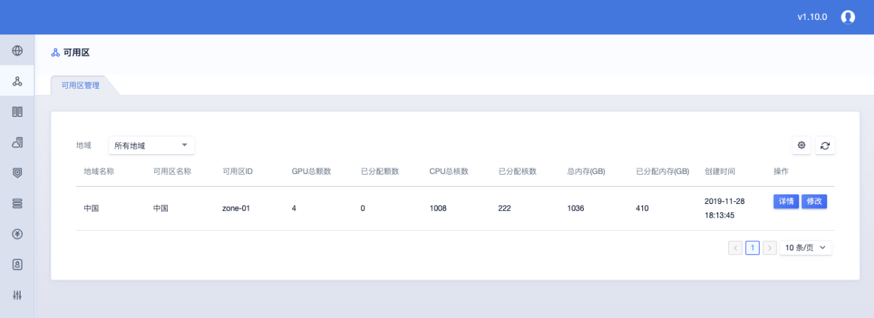 v1.10.0
可用区
可用区管理
地域 所有地域
地域名称 可用区名称 可用区ID GPU总颗数 已分配颗数 CPU总核数 已分配核数 总内存(GB) 已分配内存(GB) 创建时间 操作
中国 中国 zone-01 4 0 1008 222 1036 410 2019-11-28 18:13:45 详情 修改
1 10 条/页